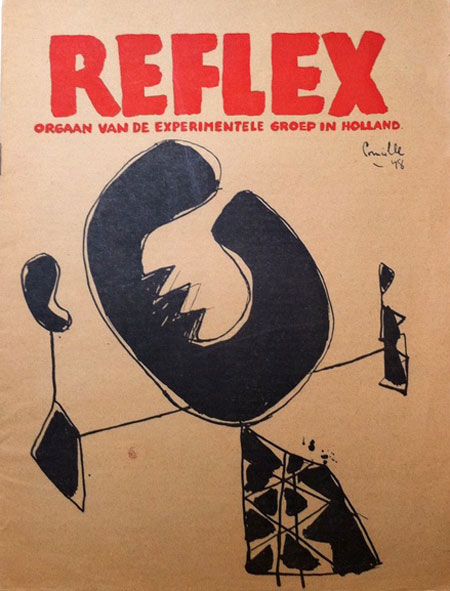 REFLEX
ORGAAN VAN DE EXPERIMENTELE GROEP IN HOLLAND.
Corneille
48